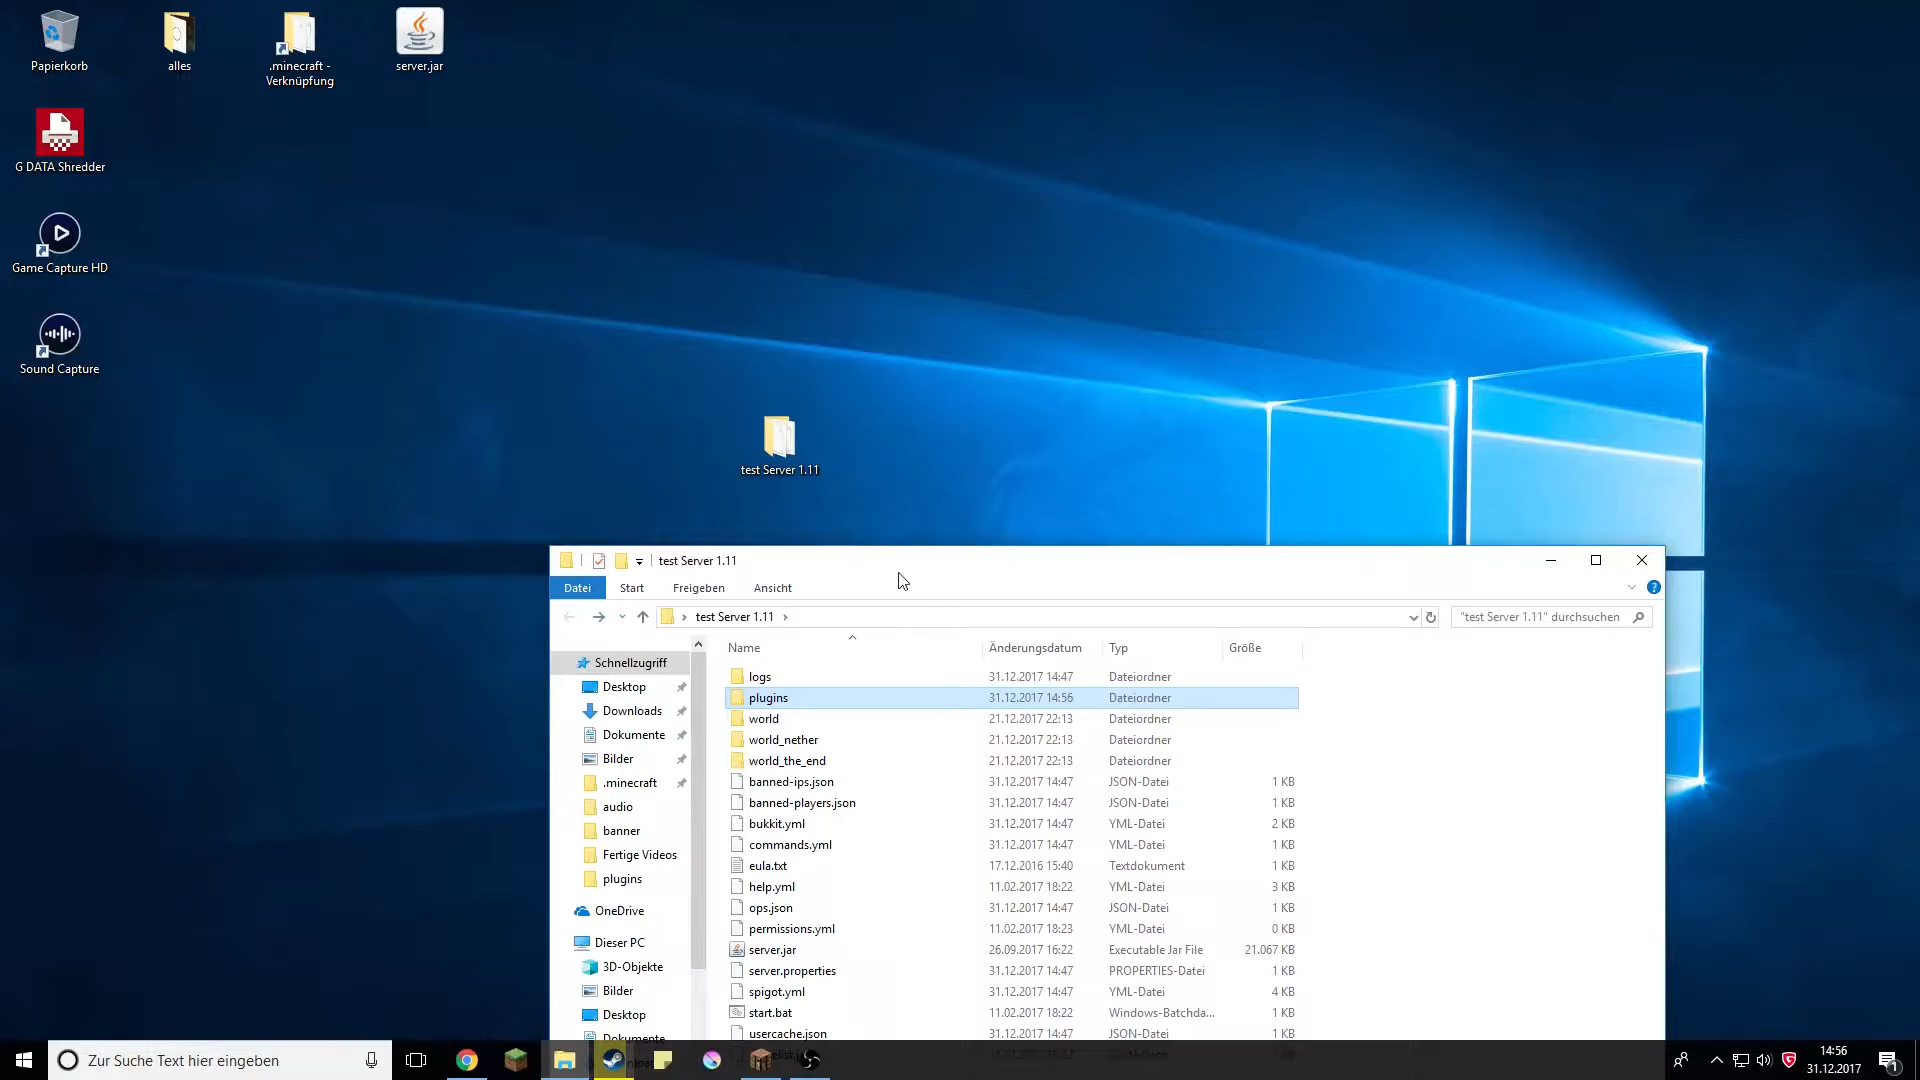 Papierkorb
alles
.minecraft -
Verknüpfung
server.jar
G DATA Shredder
Game Capture HD
Sound Capture
test Server 1.11
test Server 1.11
Datei Start Freigeben Ansicht
test Server 1.11
"test Server 1.11" durchsuchen
Name Änderungsdatum Typ Größe
Schnellzugriff
Desktop
Downloads
Dokumente
Bilder
.minecraft
audio
banner
Fertige Videos
plugins
OneDrive
Dieser PC
3D-Objekte
Bilder
Desktop
Dokumente
logs 31.12.2017 14:47 Dateiordner
plugins 31.12.2017 14:56 Dateiordner
world 21.12.2017 22:13 Dateiordner
world_nether 21.12.2017 22:13 Dateiordner
world_the_end 21.12.2017 22:13 Dateiordner
banned-ips.json 31.12.2017 14:47 JSON-Datei 1 KB
banned-players.json 31.12.2017 14:47 JSON-Datei 1 KB
bukkit.yml 31.12.2017 14:47 YML-Datei 2 KB
commands.yml 31.12.2017 14:47 YML-Datei 1 KB
eula.txt 17.12.2016 15:40 Textdokument 1 KB
help.yml 11.02.2017 18:22 YML-Datei 3 KB
ops.json 31.12.2017 14:47 JSON-Datei 1 KB
permissions.yml 11.02.2017 18:23 YML-Datei 0 KB
server.jar 26.09.2017 16:22 Executable Jar File 21.067 KB
server.properties 31.12.2017 14:47 PROPERTIES-Datei 1 KB
spigot.yml 31.12.2017 14:47 YML-Datei 4 KB
start.bat 11.02.2017 18:22 Windows-Batchda... 1 KB
usercache.json 31.12.2017 14:47 JSON-Datei 1 KB
Zur Suche Text hier eingeben
14:56
31.12.2017
1